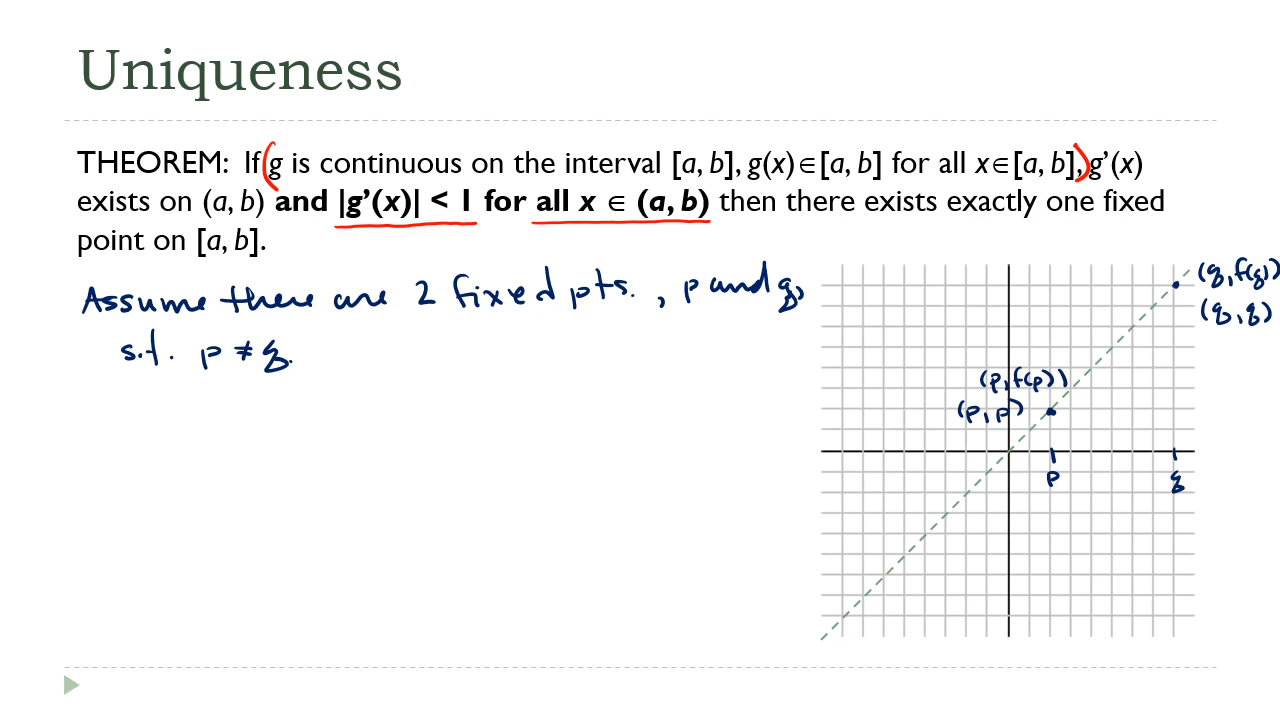 Uniqueness
THEOREM: If g is continuous on the interval [a, b], g(x)∈[a, b] for all x∈[a, b], g’(x)
exists on (a, b) and |g’(x)| < 1 for all x ∈ (a, b) then there exists exactly one fixed
point on [a, b].
Assume there are 2 fixed pts., p and q,
s.t. p ≠ q.
(q, f(q))
(q, q)
(p, f(p))
(p, p)
p
q